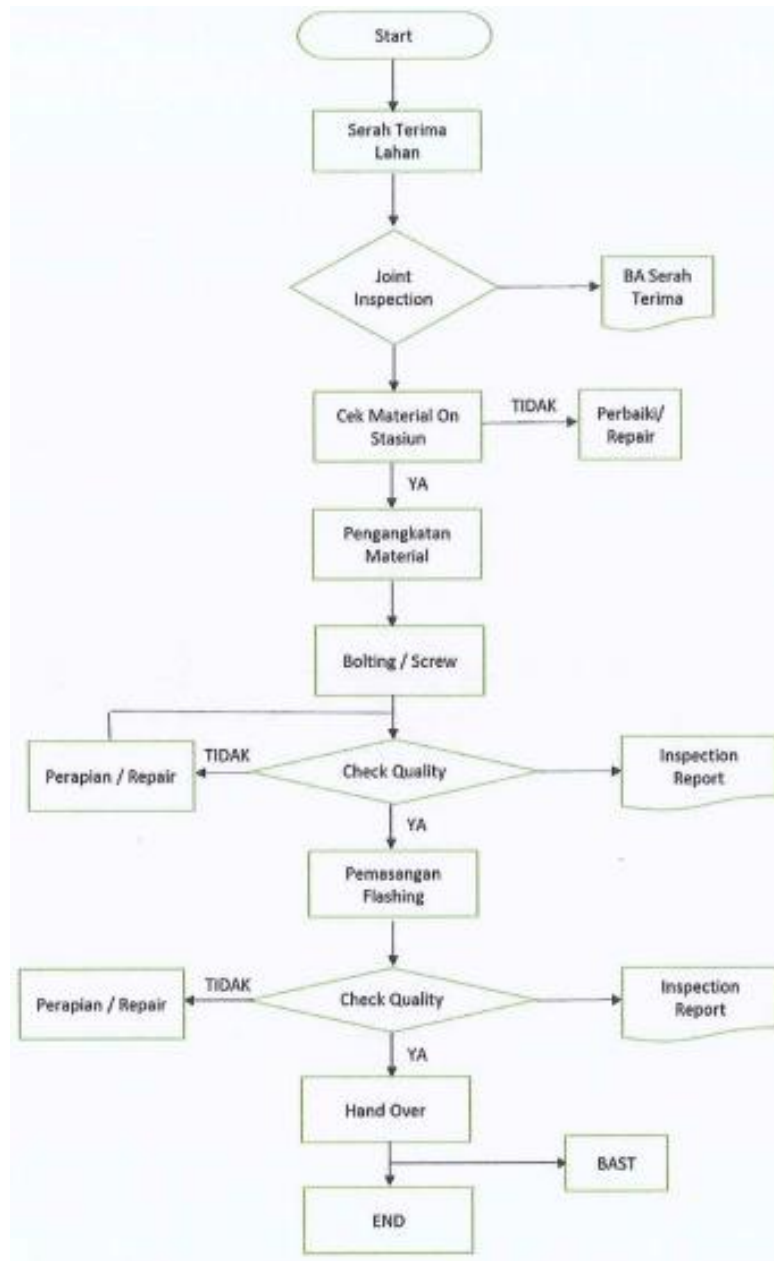 Start
Serah Terima
Lahan
Joint
Inspection
BA Serah
Terima
Cek Material On
Stasiun
TIDAK
Perbaiki/
Repair
YA
Pengangkatan
Material
Bolting / Screw
Perapian / Repair
TIDAK
Check Quality
Inspection
Report
YA
Pemasangan
Flashing
Perapian / Repair
TIDAK
Check Quality
Inspection
Report
YA
Hand Over
BAST
END